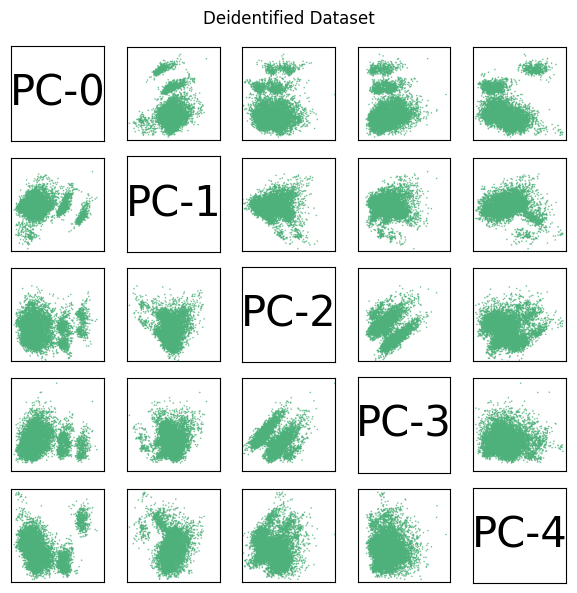 Deidentified Dataset
PC-0
PC-1
PC-2
PC-3
PC-4